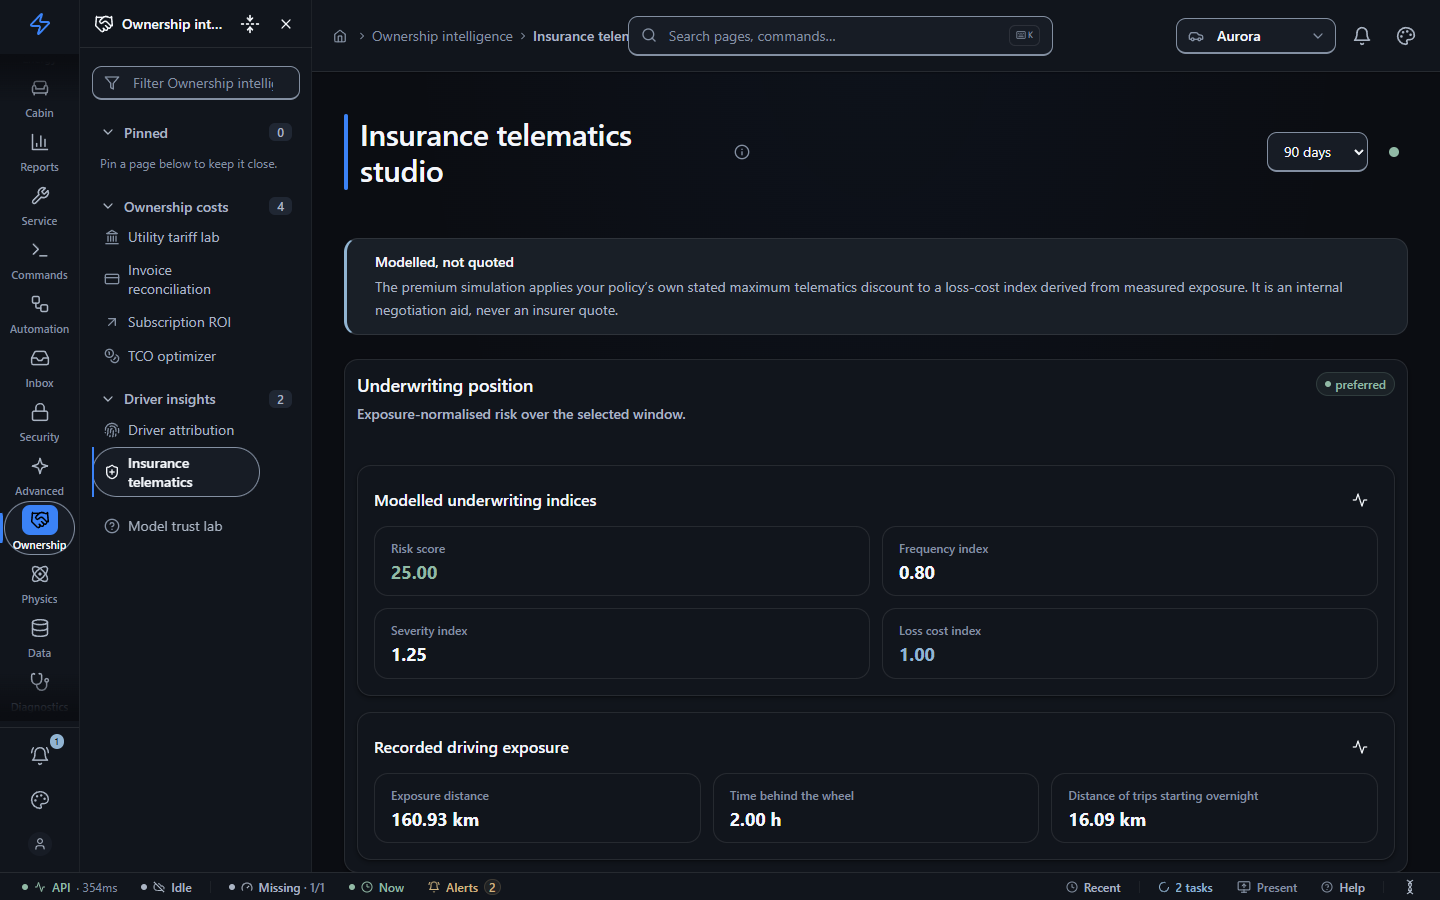 Ownership int...
Ownership intelligence
Insurance telem
Search pages, commands...
K
Aurora
Cabin
Reports
Service
Commands
Automation
Inbox
Security
Advanced
Ownership
Physics
Data
Diagnostics
1
Filter Ownership intelli
Pinned
0
Pin a page below to keep it close.
Ownership costs
4
Utility tariff lab
Invoice
reconciliation
Subscription ROI
TCO optimizer
Driver insights
2
Driver attribution
Insurance
telematics
Model trust lab
Insurance telematics
studio
90 days
Modelled, not quoted
The premium simulation applies your policy's own stated maximum telematics discount to a loss-cost index derived from measured exposure. It is an internal
negotiation aid, never an insurer quote.
Underwriting position
preferred
Exposure-normalised risk over the selected window.
Modelled underwriting indices
Risk score
25.00
Frequency index
0.80
Severity index
1.25
Loss cost index
1.00
Recorded driving exposure
Exposure distance
160.93 km
Time behind the wheel
2.00 h
Distance of trips starting overnight
16.09 km
API · 354ms
Idle
Missing · 1/1
Now
Alerts 2
Recent
2 tasks
Present
Help